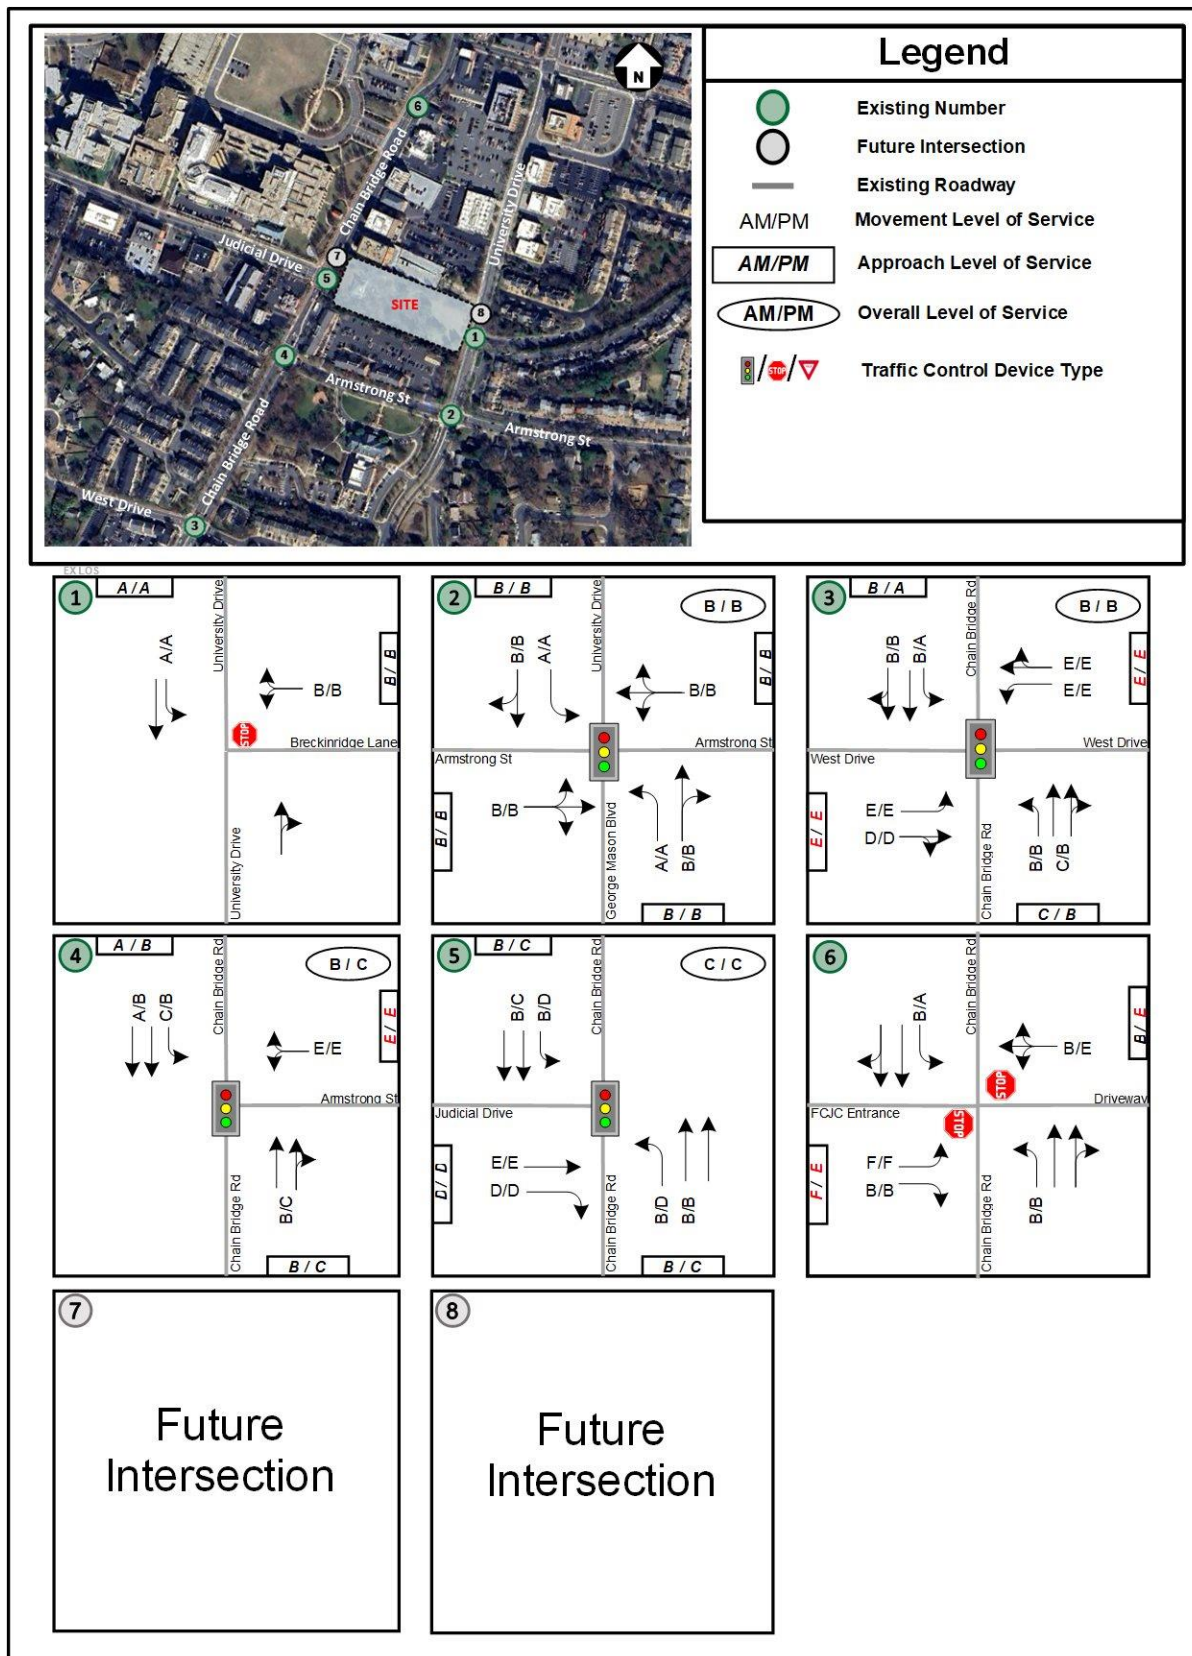 Legend
Existing Number
Future Intersection
Existing Roadway
AM/PM Movement Level of Service
AM/PM Approach Level of Service
AM/PM Overall Level of Service
/ STOP / Traffic Control Device Type
N
6
Chain Bridge Road
University Drive
Judicial Drive
7
5
SITE
8
1
4
Armstrong St
2
Armstrong St
Chain Bridge Road
West Drive
3
EX LOS
1
A / A
University Drive
A/A
B/B
B / B
STOP
Breckinridge Lane
University Drive
2
B / B
University Drive
B / B
B/B
A/A
B/B
B / B
Armstrong St
Armstrong St
B/B
B / B
George Mason Blvd
A/A
B/B
B / B
3
B / A
Chain Bridge Rd
B / B
B/B
B/A
E/E
E/E
E / E
West Drive
West Drive
E/E
D/D
E / E
Chain Bridge Rd
B/B
C/B
C / B
4
A / B
Chain Bridge Rd
B / C
A/B
C/B
E/E
E / E
Armstrong St
Chain Bridge Rd
B/C
B / C
5
B / C
Chain Bridge Rd
C / C
B/C
B/D
Judicial Drive
E/E
D/D
D / D
Chain Bridge Rd
B/D
B/B
B / C
6
Chain Bridge Rd
B/A
B/E
B / E
STOP
FCJC Entrance
Driveway
STOP
F/F
B/B
F / E
Chain Bridge Rd
B/B
7
Future
Intersection
8
Future
Intersection